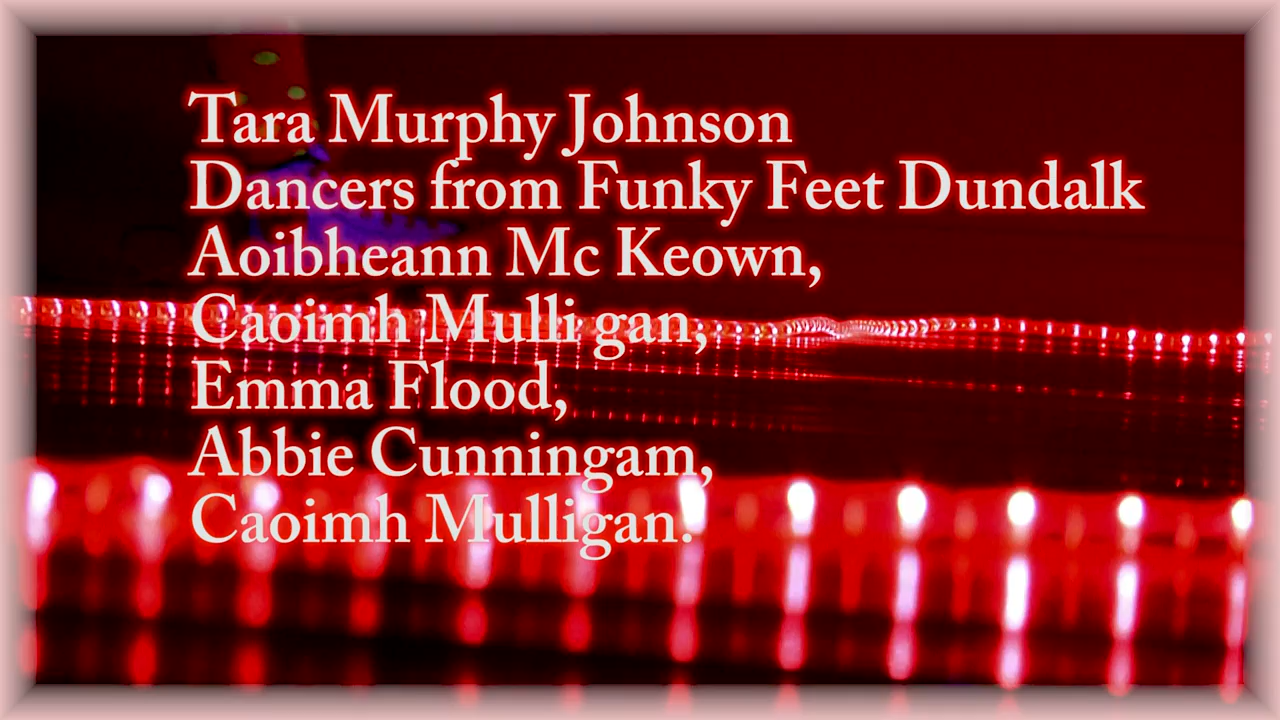 Tara Murphy Johnson
Dancers from Funky Feet Dundalk
Aoibheann Mc Keown,
Caoimh Mulli gan,
Emma Flood,
Abbie Cunningam,
Caoimh Mulligan.